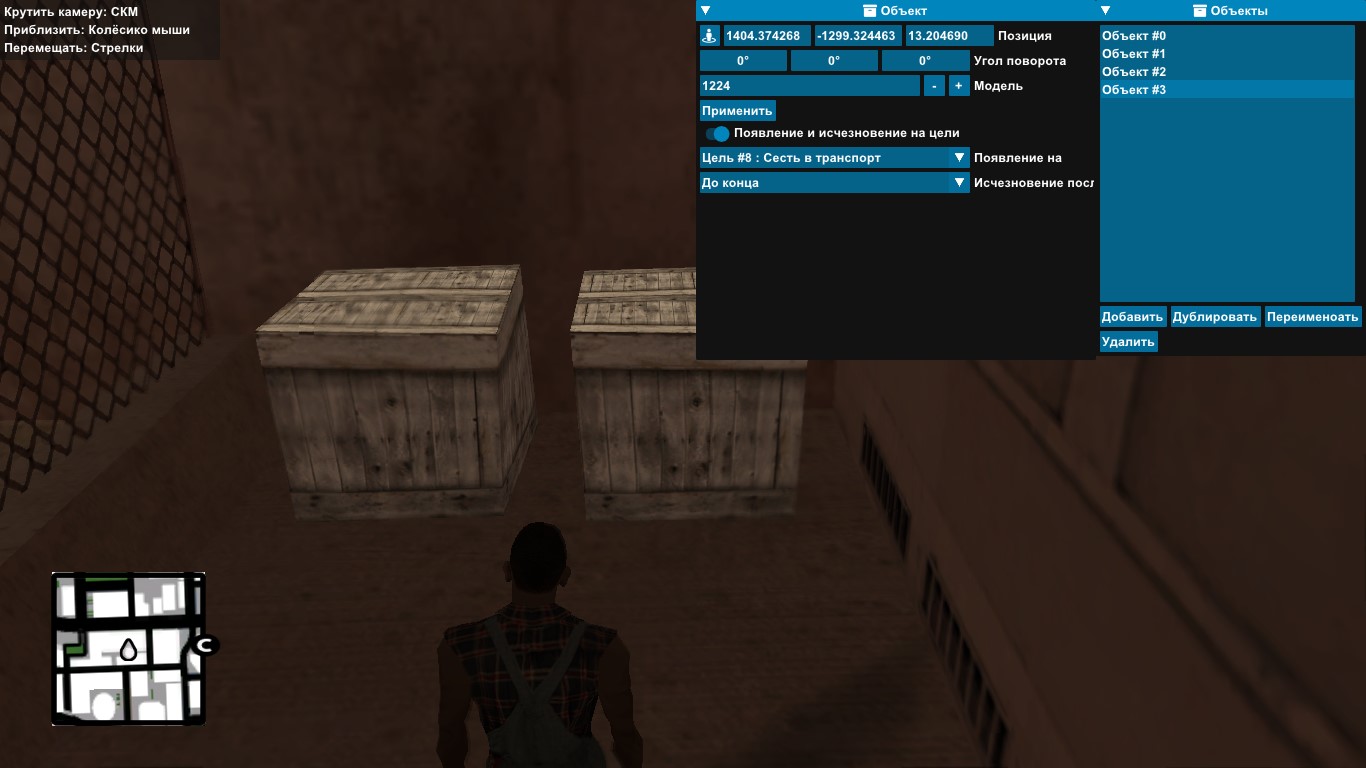 Крутить камеру: СКМ
Приблизить: Колёсико мыши
Перемещать: Стрелки
Объект
1404.374268 -1299.324463 13.204690 Позиция
0° 0° 0° Угол поворота
1224 - + Модель
Применить
Появление и исчезновение на цели
Цель #8 : Сесть в транспорт Появление на
До конца Исчезновение посл
Объекты
Объект #0
Объект #1
Объект #2
Объект #3
Добавить Дублировать Переименоать
Удалить
C